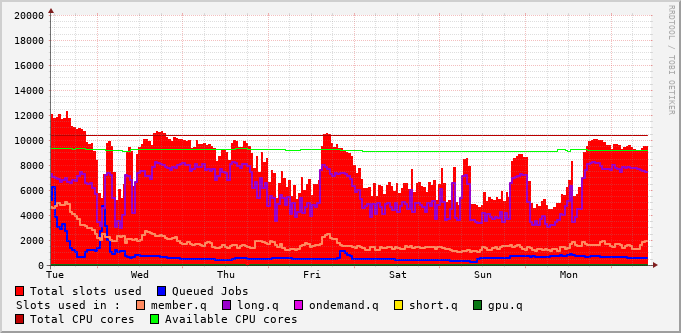 20000
18000
16000
14000
12000
10000
8000
6000
4000
2000
0
Tue Wed Thu Fri Sat Sun Mon
RRDTOOL / TOBI OETIKER
Total slots used Queued Jobs
Slots used in : member.q long.q ondemand.q short.q gpu.q
Total CPU cores Available CPU cores